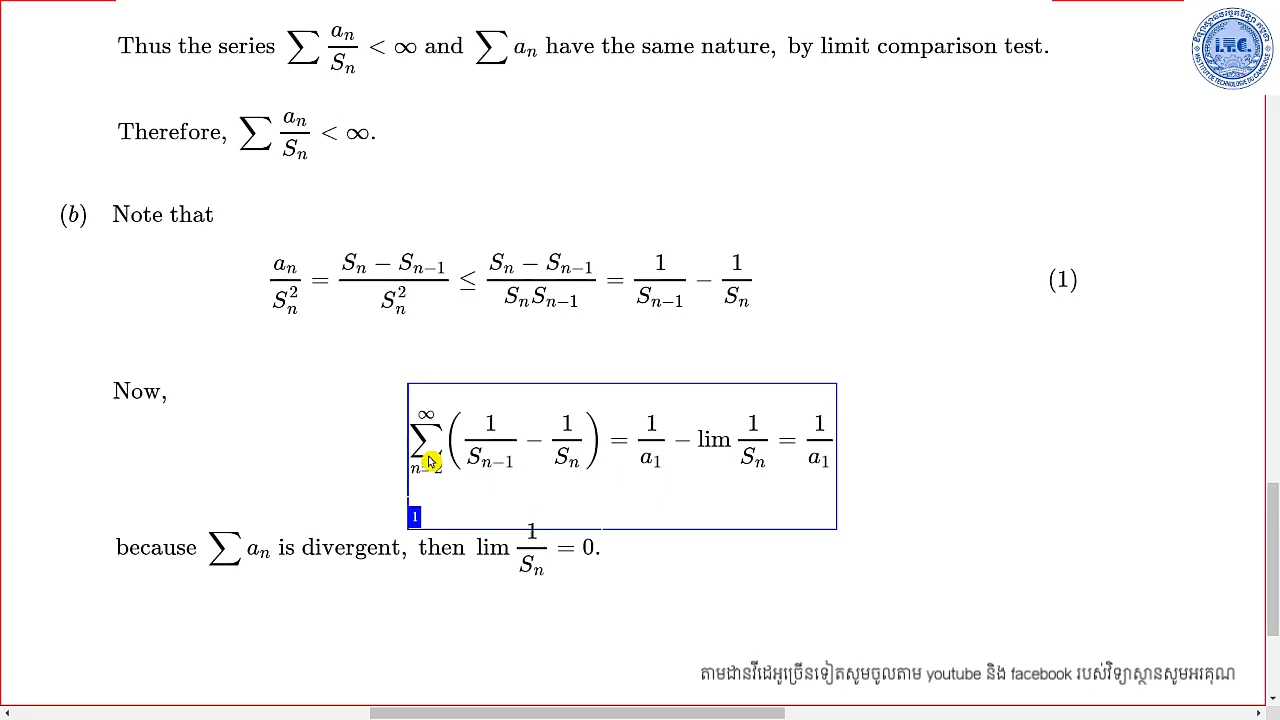 Thus the series ∑ a_n/S_n < ∞ and ∑ a_n have the same nature, by limit comparison test.
I.T.C.
Therefore, ∑ a_n/S_n < ∞.
(b) Note that
a_n/S_n^2 = (S_n − S_{n−1})/S_n^2 ≤ (S_n − S_{n−1})/(S_n S_{n−1}) = 1/S_{n−1} − 1/S_n (1)
Now,
∑_{n=2}^{∞} (1/S_{n−1} − 1/S_n) = 1/a_1 − lim 1/S_n = 1/a_1
1
because ∑ a_n is divergent, then lim 1/S_n = 0.
តាមដានវីដេអូច្រើនទៀតសូមចូលតាម youtube និង facebook របស់វិទ្យាស្ថានសូមអរគុណ